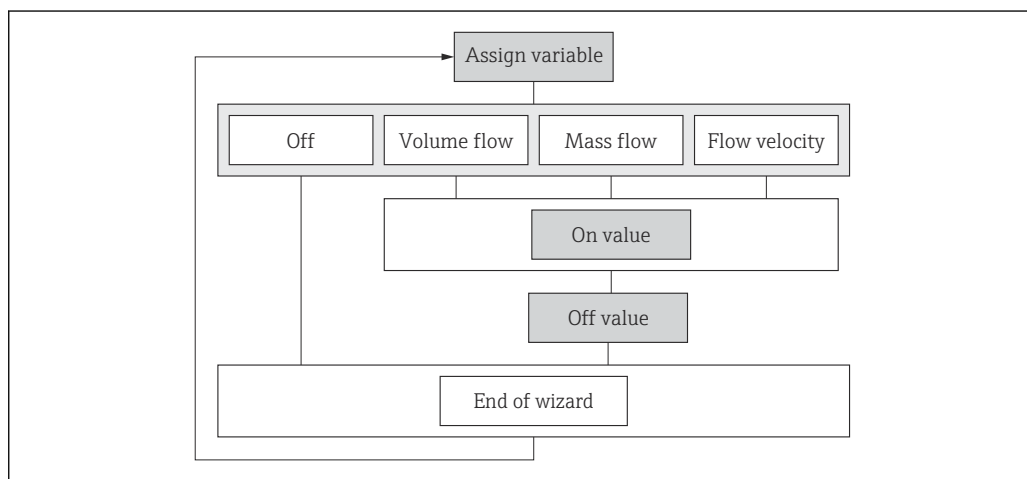 Assign variable
Off
Volume flow
Mass flow
Flow velocity
On value
Off value
End of wizard